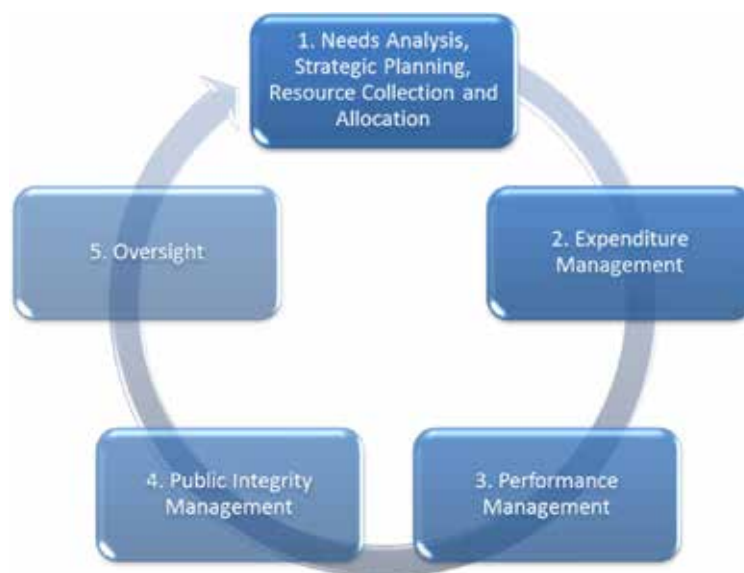 1. Needs Analysis,
Strategic Planning,
Resource Collection and
Allocation
2. Expenditure
Management
3. Performance
Management
4. Public Integrity
Management
5. Oversight